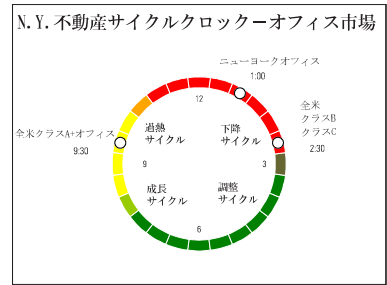 N.Y.不動産サイクルクロックーオフィス市場
ニューヨークオフィス
1:00
12
全米
クラスB
クラスC
2:30
全米クラスA+オフィス
9:30
過熱
サイクル
下降
サイクル
9
3
成長
サイクル
調整
サイクル
6